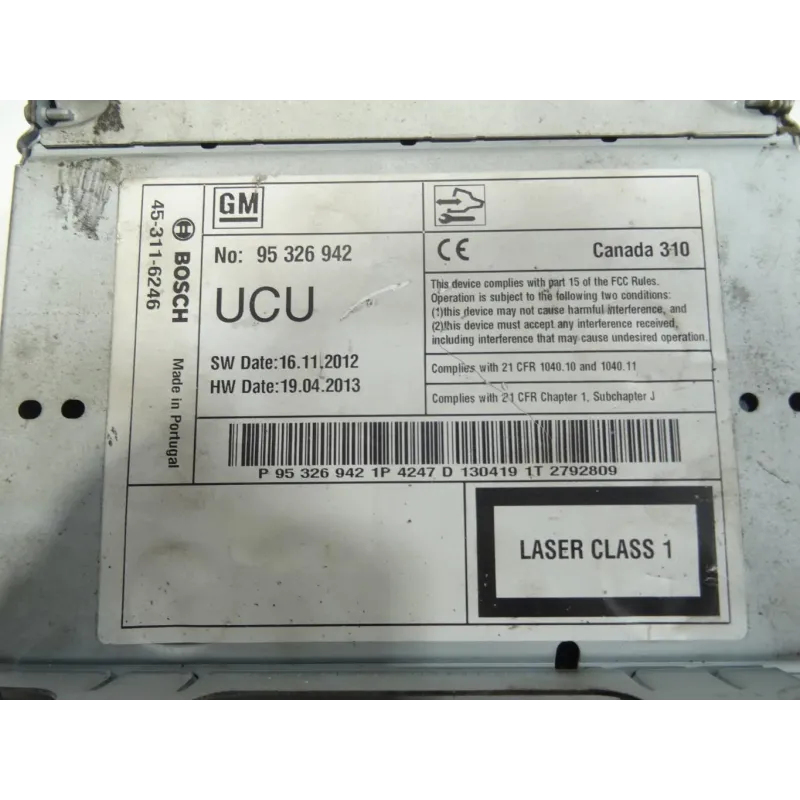 45-311-6246
BOSCH
Made in Portugal
GM
No: 95 326 942
UCU
SW Date:16.11.2012
HW Date:19.04.2013
CE
Canada 310
This device complies with part 15 of the FCC Rules.
Operation is subject to the following two conditions:
(1)this device may not cause harmful interference, and
(2)this device must accept any interference received,
including interference that may cause undesired operation.
Complies with 21 CFR 1040.10 and 1040.11
Complies with 21 CFR Chapter 1, Subchapter J
P 95 326 942 1P 4247 D 130419 1T 2792809
LASER CLASS 1